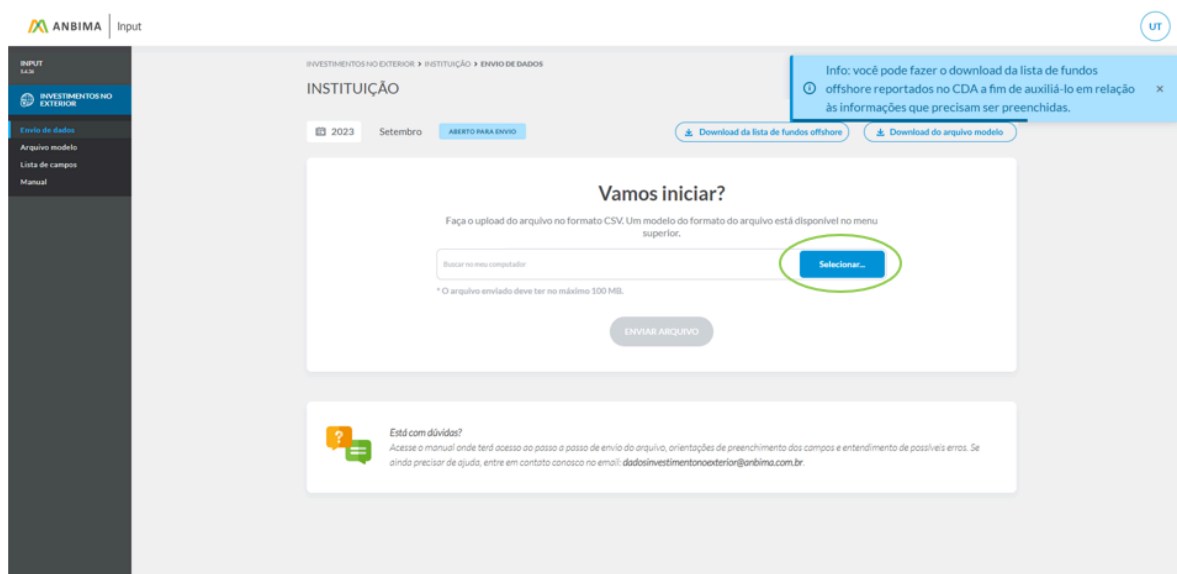 ANBIMA Input
UT
INPUT
INVESTIMENTOS NO
EXTERIOR
Envio de dados
Arquivo modelo
Lista de campos
Manual
INVESTIMENTOS NO EXTERIOR > INSTITUIÇÃO > ENVIO DE DADOS
INSTITUIÇÃO
Info: você pode fazer o download da lista de fundos
offshore reportados no CDA a fim de auxiliá-lo em relação
às informações que precisam ser preenchidas.
×
2023 Setembro ABERTO PARA ENVIO
Download da lista de fundos offshore
Download do arquivo modelo
Vamos iniciar?
Faça o upload do arquivo no formato CSV. Um modelo do formato do arquivo está disponível no menu
superior.
Buscar no meu computador
Selecionar...
* O arquivo enviado deve ter no máximo 100 MB.
ENVIAR ARQUIVO
Está com dúvidas?
Acesse o manual onde terá acesso ao passo a passo de envio do arquivo, orientações de preenchimento dos campos e entendimento de possíveis erros. Se
ainda precisar de ajuda, entre em contato conosco no email: dadosinvestimentonoexterior@anbima.com.br.